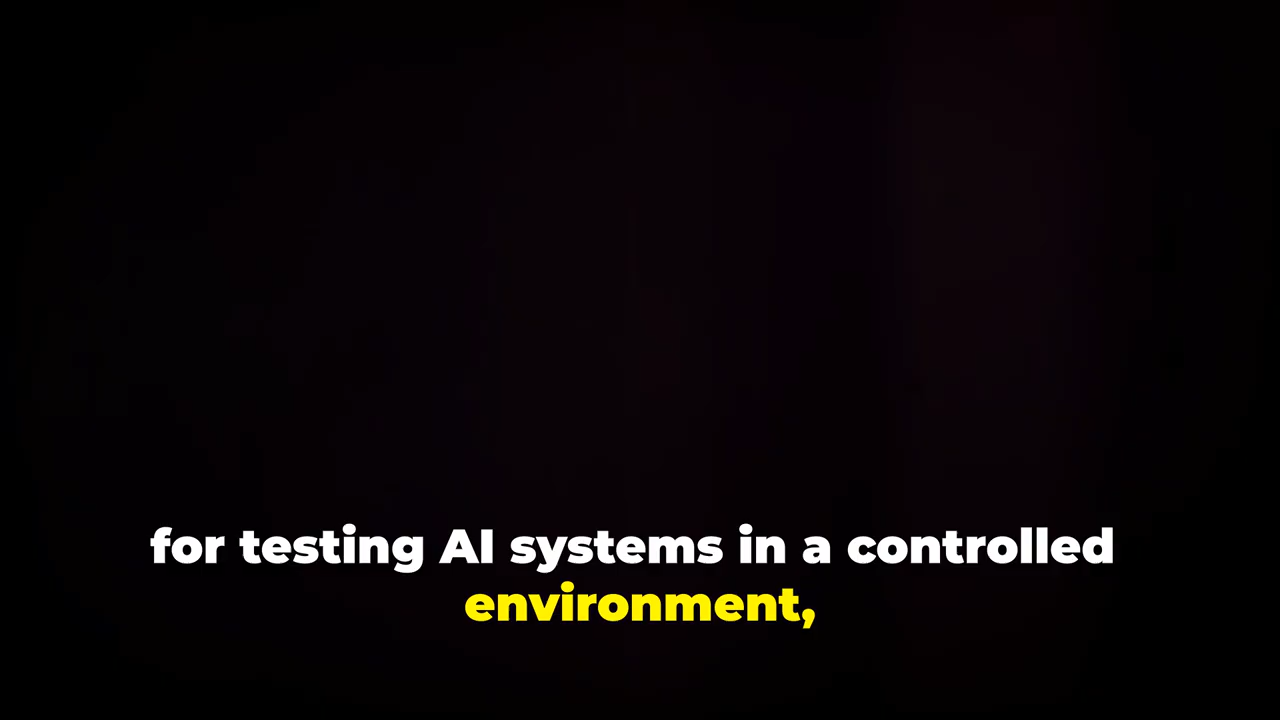 for testing AI systems in a controlled
environment,